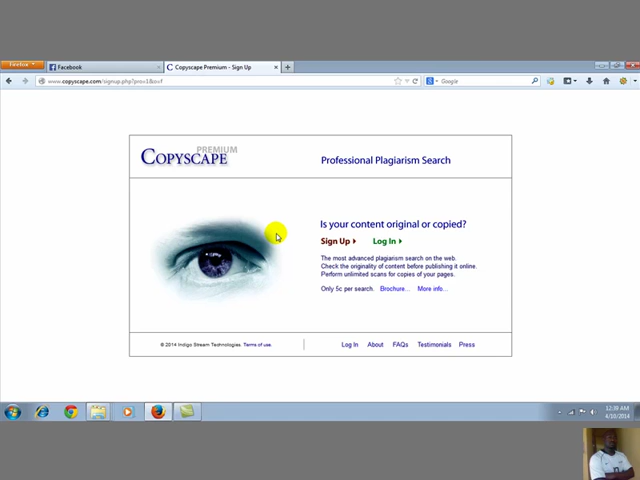 Firefox
Facebook
Copyscape Premium - Sign Up
www.copyscape.com/signup.php?pro=1&o=f
Google
COPYSCAPE
PREMIUM
Professional Plagiarism Search
Is your content original or copied?
Sign Up
Log In
The most advanced plagiarism search on the web.
Check the originality of content before publishing it online.
Perform unlimited scans for copies of your pages.
Only 5c per search. Brochure... More info...
© 2014 Indigo Stream Technologies. Terms of use.
Log In About FAQs Testimonials Press
12:39 AM
4/10/2014